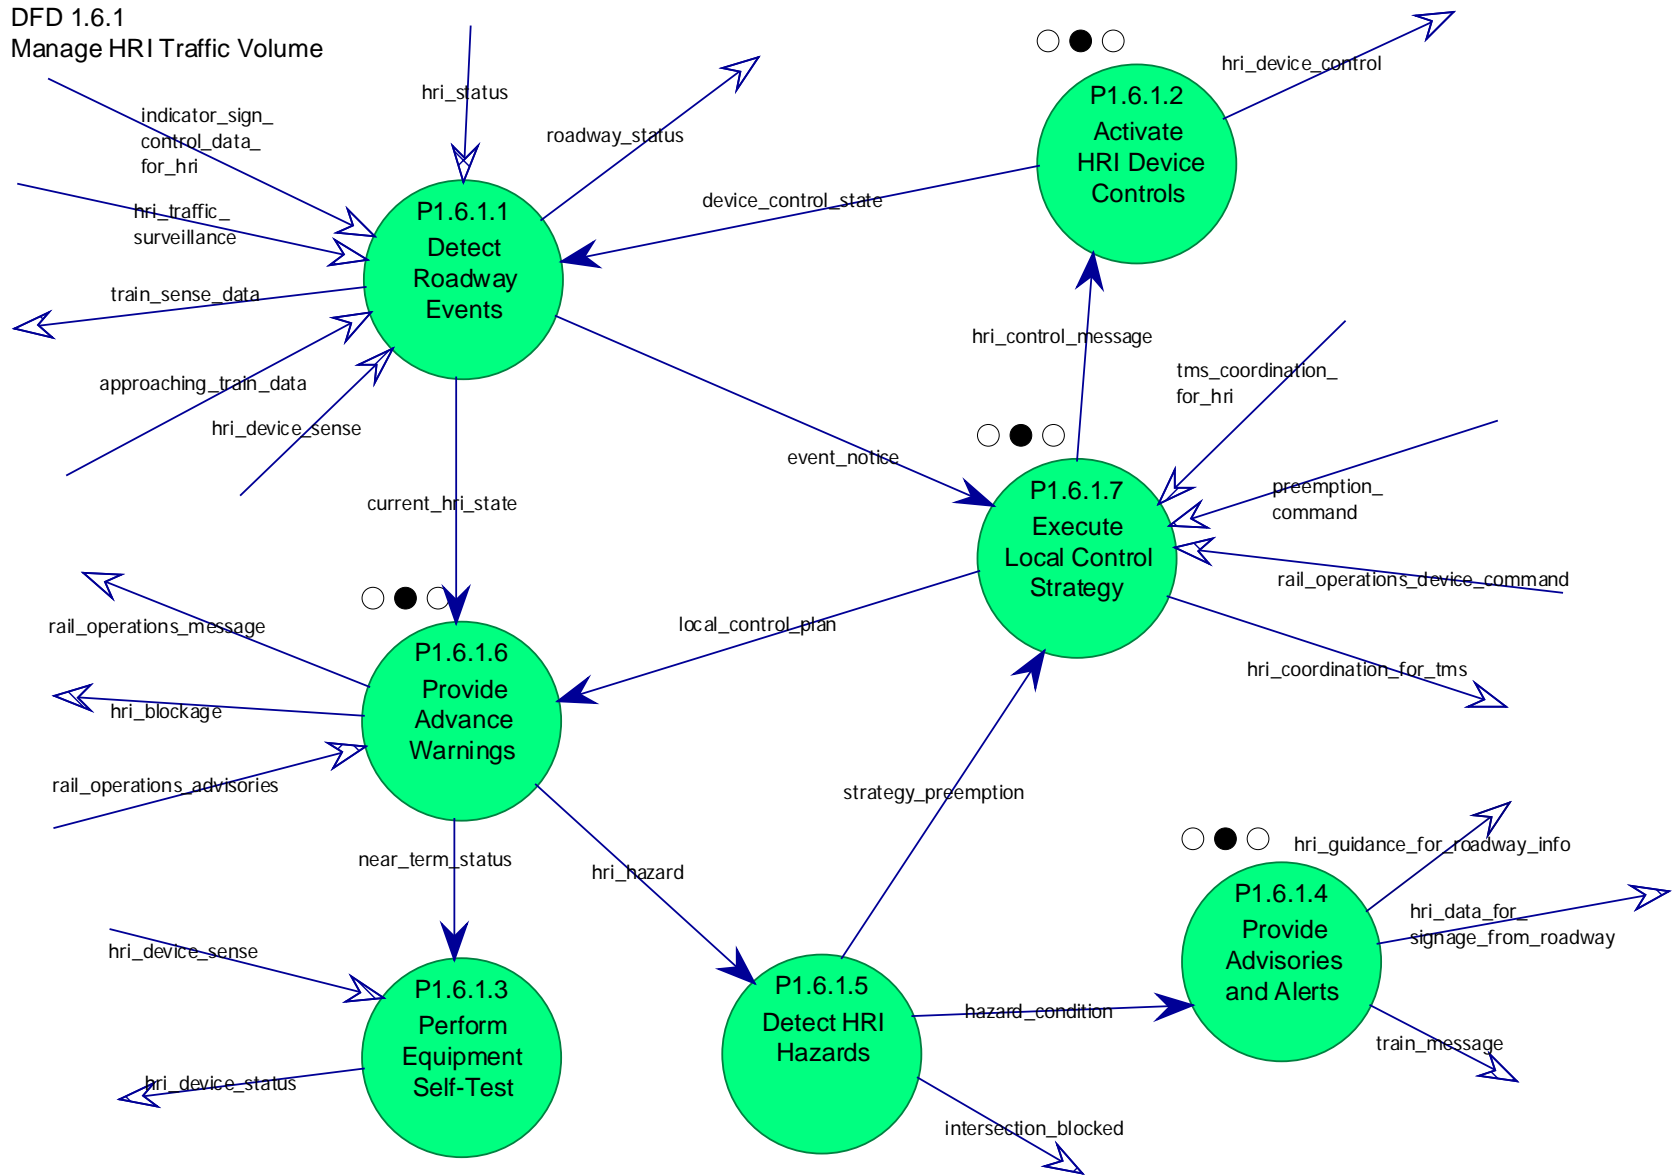 DFD 1.6.1
Manage HRI Traffic Volume
hri_status
indicator_sign_
control_data_
for_hri
roadway_status
hri_device_control
P1.6.1.2
Activate
HRI Device
Controls
hri_traffic_
surveillance
P1.6.1.1
Detect
Roadway
Events
device_control_state
train_sense_data
approaching_train_data
hri_device_sense
hri_control_message
tms_coordination_
for_hri
event_notice
current_hri_state
P1.6.1.7
Execute
Local Control
Strategy
preemption_
command
rail_operations_device_command
hri_coordination_for_tms
rail_operations_message
local_control_plan
P1.6.1.6
Provide
Advance
Warnings
hri_blockage
rail_operations_advisories
strategy_preemption
near_term_status
hri_hazard
hri_guidance_for_roadway_info
P1.6.1.4
Provide
Advisories
and Alerts
hri_data_for_
signage_from_roadway
hri_device_sense
P1.6.1.3
Perform
Equipment
Self-Test
P1.6.1.5
Detect HRI
Hazards
hazard_condition
train_message
hri_device_status
intersection_blocked